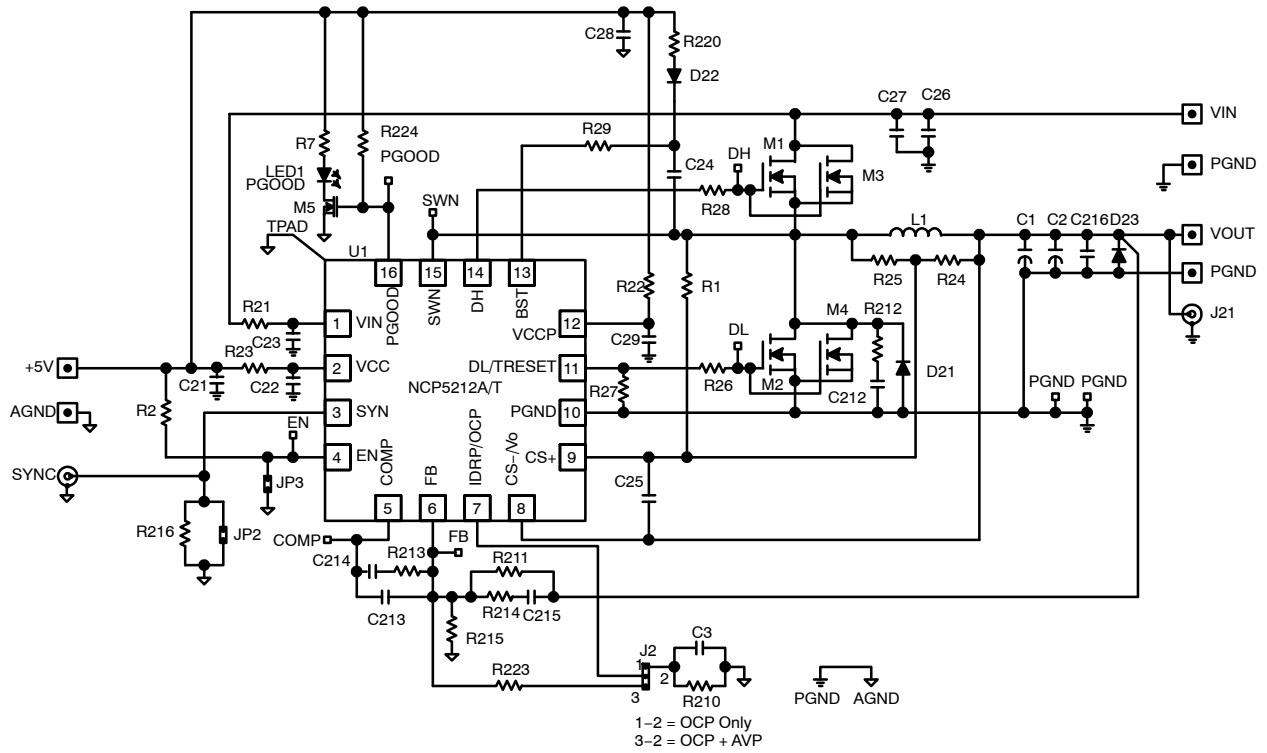 C28
R220
D22
C27
C26
VIN
R7
R224
PGOOD
R29
M1
DH
C24
M3
LED1
PGOOD
PGND
M5
SWN
R28
L1
C1
C2
C216
D23
TPAD
VOUT
U1
16
15
14
13
R25
R24
PGND
PGOOD
SWN
DH
BST
R22
R1
R21
1
VIN
VCCP
12
M4
R212
J21
C23
C29
R23
DL
+5V
2
VCC
DL/TRESET
11
C21
C22
NCP5212A/T
R26
M2
D21
R27
R2
PGND
PGND
C212
AGND
3
SYN
PGND
10
EN
4
EN
COMP
FB
IDRP/OCP
CS−/Vo
CS+
9
SYNC
JP3
C25
5
6
7
8
R216
JP2
COMP
FB
C214
R213
R211
C213
R214
C215
R215
C3
J2
1
R223
2
3
R210
PGND
AGND
1−2 = OCP Only
3−2 = OCP + AVP